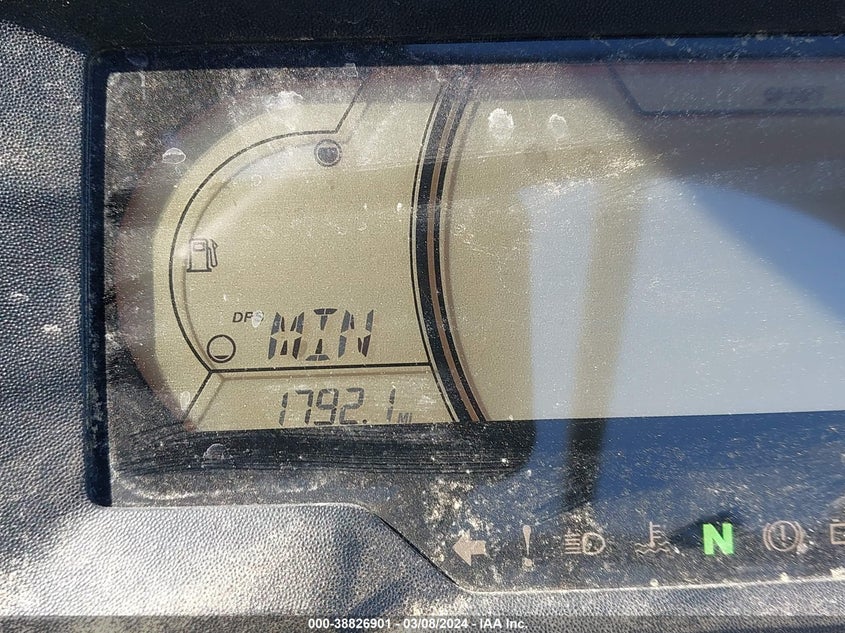 DPS
MIN
1792.1 MI
N
000-38826901 - 03/08/2024 - IAA Inc.